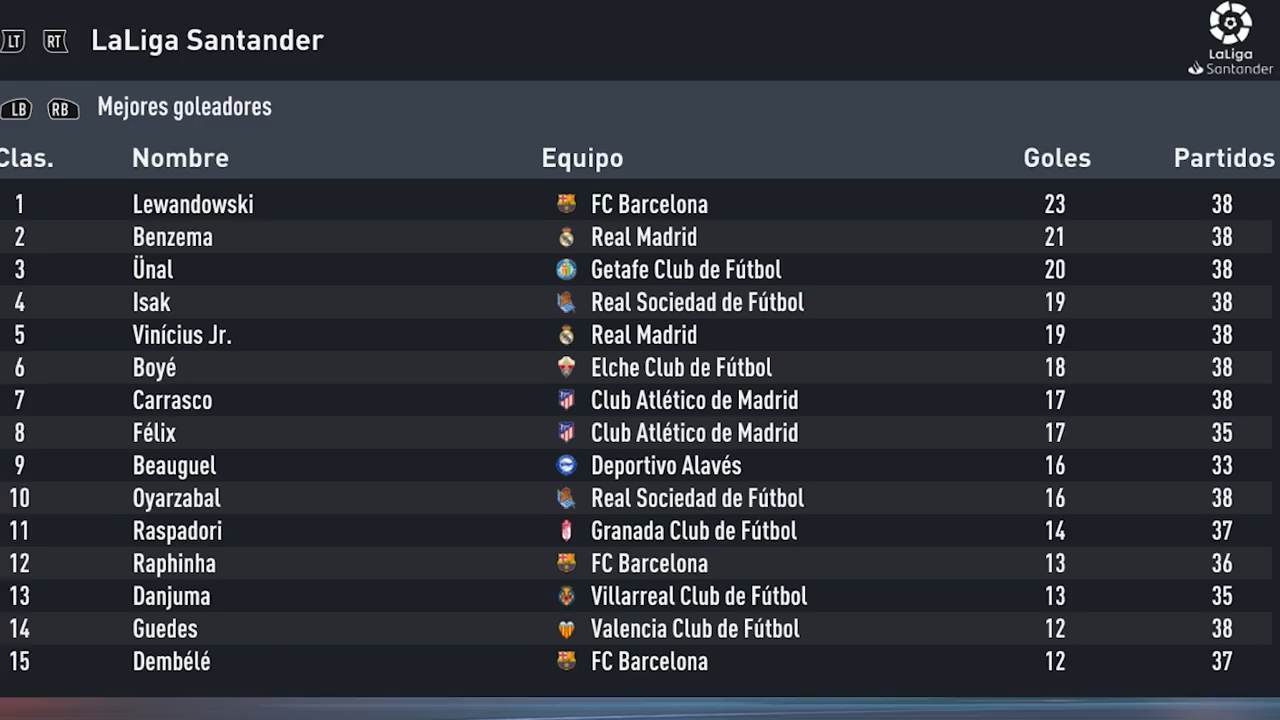 LT RT LaLiga Santander
LaLiga
Santander
LB RB Mejores goleadores
Clas. Nombre Equipo Goles Partidos
1 Lewandowski FC Barcelona 23 38
2 Benzema Real Madrid 21 38
3 Ünal Getafe Club de Fútbol 20 38
4 Isak Real Sociedad de Fútbol 19 38
5 Vinícius Jr. Real Madrid 19 38
6 Boyé Elche Club de Fútbol 18 38
7 Carrasco Club Atlético de Madrid 17 38
8 Félix Club Atlético de Madrid 17 35
9 Beauguel Deportivo Alavés 16 33
10 Oyarzabal Real Sociedad de Fútbol 16 38
11 Raspadori Granada Club de Fútbol 14 37
12 Raphinha FC Barcelona 13 36
13 Danjuma Villarreal Club de Fútbol 13 35
14 Guedes Valencia Club de Fútbol 12 38
15 Dembélé FC Barcelona 12 37